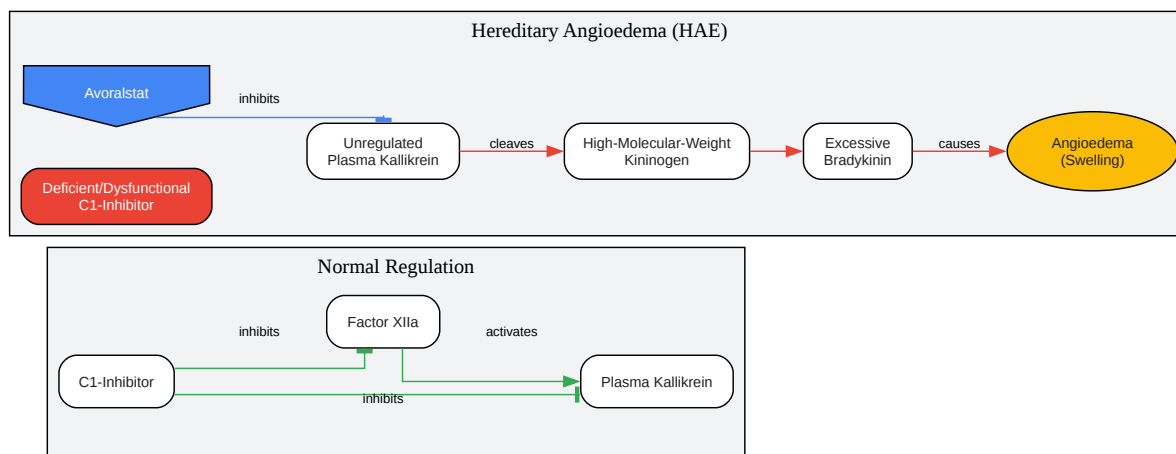 Hereditary Angioedema (HAE)
Avoralstat
inhibits
Unregulated
Plasma Kallikrein
cleaves
High-Molecular-Weight
Kininogen
Excessive
Bradykinin
causes
Angioedema
(Swelling)
Deficient/Dysfunctional
C1-Inhibitor
Normal Regulation
inhibits
Factor XIIa
activates
C1-Inhibitor
inhibits
Plasma Kallikrein